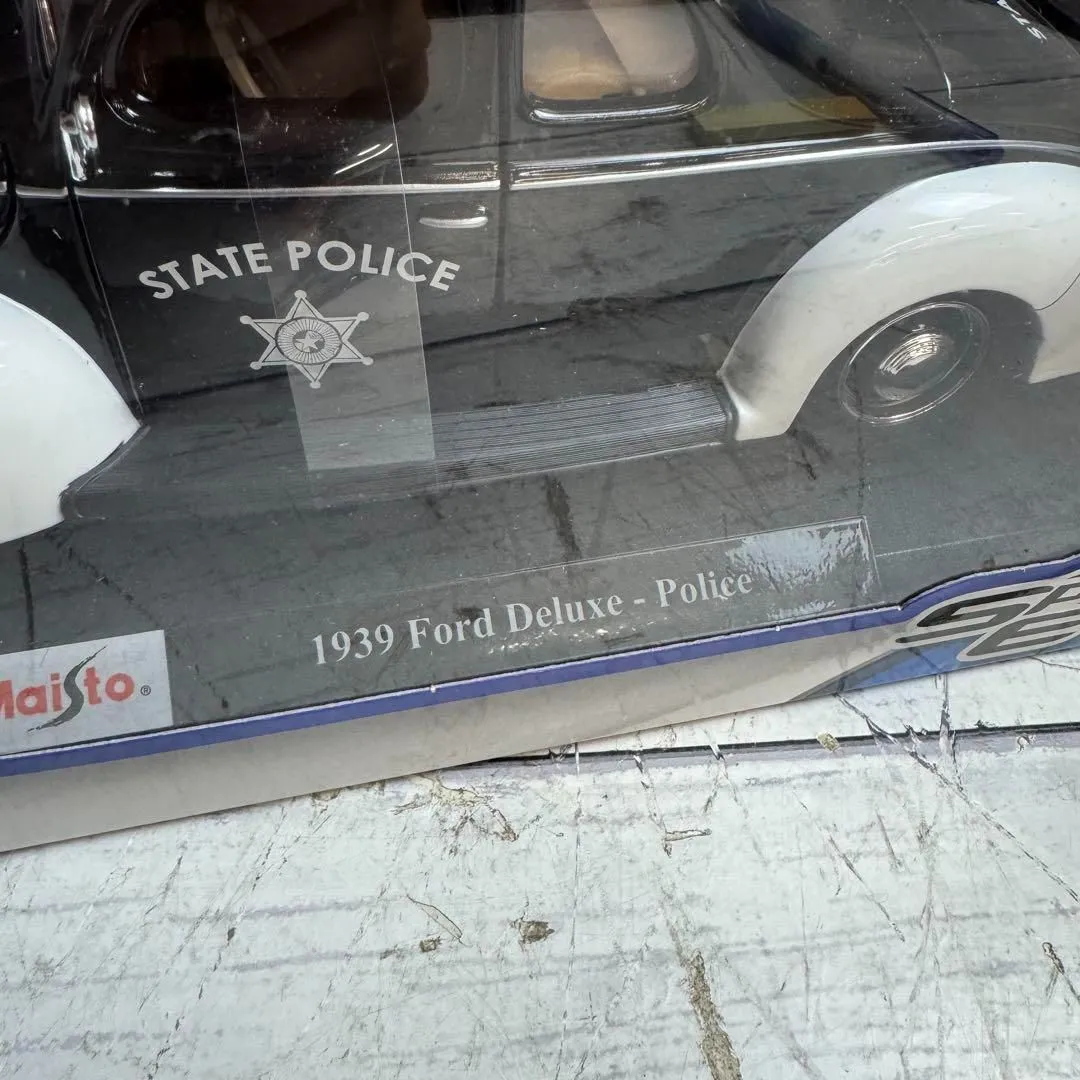 STATE POLICE
1939 Ford Deluxe - Police
Maisto®